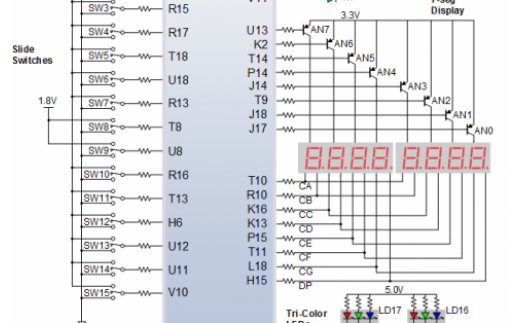 7-seg
Display
3.3V
SW3
R15
SW4
R17
U13
AN7
Slide
Switches
K2
AN6
SW5
T18
T14
AN5
P14
AN4
SW6
U18
J14
AN3
1.8V
SW7
R13
T9
AN2
J18
AN1
SW8
T8
J17
AN0
SW9
U8
SW10
R16
T10
CA
R10
CB
SW11
T13
K16
CC
SW12
H6
K13
CD
SW13
U12
P15
CE
T11
CF
SW14
U11
L18
CG
H15
DP
SW15
V10
5.0V
Tri-Color
LD17
LD16